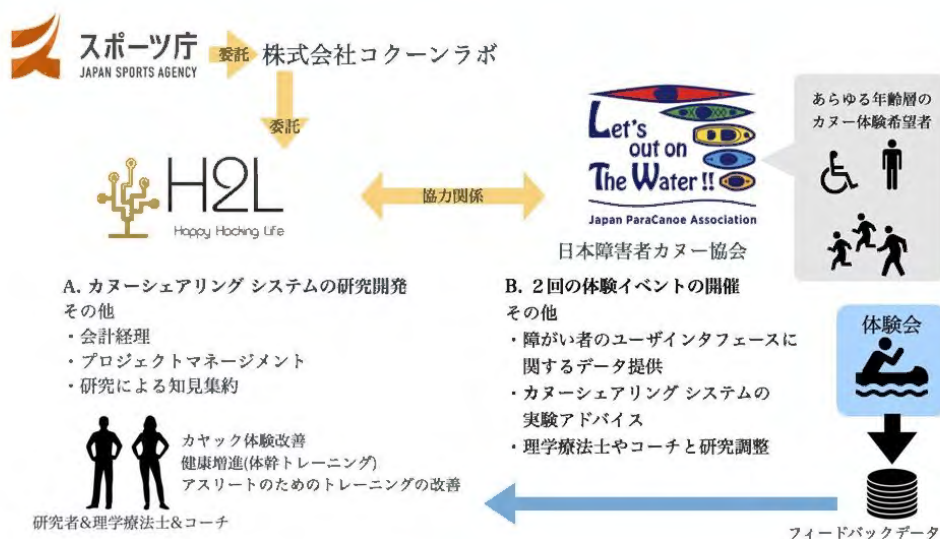 スポーツ庁
JAPAN SPORTS AGENCY
委託
株式会社コクーンラボ
委託
H2L
Happy Hacking Life
協力関係
Let's
out on
The Water!!
Japan ParaCanoe Association
日本障害者カヌー協会
あらゆる年齢層の
カヌー体験希望者
A. カヌーシェアリング システムの研究開発
その他
・会計経理
・プロジェクトマネージメント
・研究による知見集約
B. 2回の体験イベントの開催
その他
・障がい者のユーザインタフェースに
関するデータ提供
・カヌーシェアリング システムの
実験アドバイス
・理学療法士やコーチと研究調整
体験会
カヤック体験改善
健康増進(体幹トレーニング)
アスリートのためのトレーニングの改善
研究者&理学療法士&コーチ
フィードバックデータ